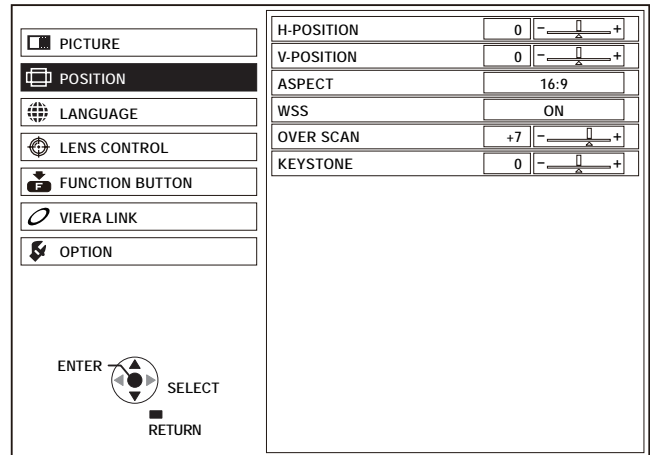 PICTURE
POSITION
LANGUAGE
LENS CONTROL
F FUNCTION BUTTON
VIERA LINK
OPTION
ENTER
SELECT
RETURN
H-POSITION 0 - +
V-POSITION 0 - +
ASPECT 16:9
WSS ON
OVER SCAN +7 - +
KEYSTONE 0 - +